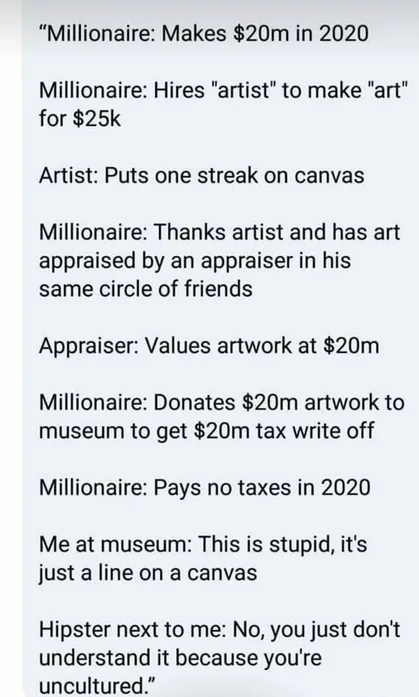 “Millionaire: Makes $20m in 2020
Millionaire: Hires "artist" to make "art"
for $25k
Artist: Puts one streak on canvas
Millionaire: Thanks artist and has art
appraised by an appraiser in his
same circle of friends
Appraiser: Values artwork at $20m
Millionaire: Donates $20m artwork to
museum to get $20m tax write off
Millionaire: Pays no taxes in 2020
Me at museum: This is stupid, it's
just a line on a canvas
Hipster next to me: No, you just don't
understand it because you're
uncultured.”